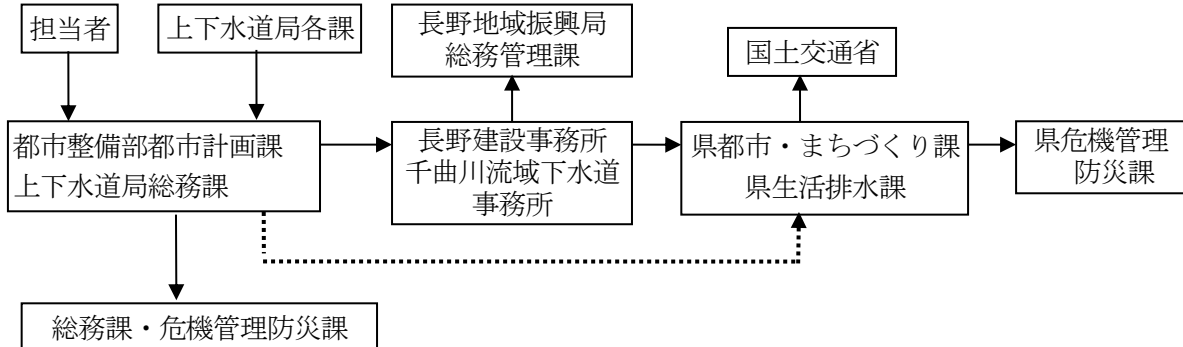 担当者
上下水道局各課
長野地域振興局
総務管理課
国土交通省
都市整備部都市計画課
上下水道局総務課
長野建設事務所
千曲川流域下水道
事務所
県都市・まちづくり課
県生活排水課
県危機管理
防災課
総務課・危機管理防災課